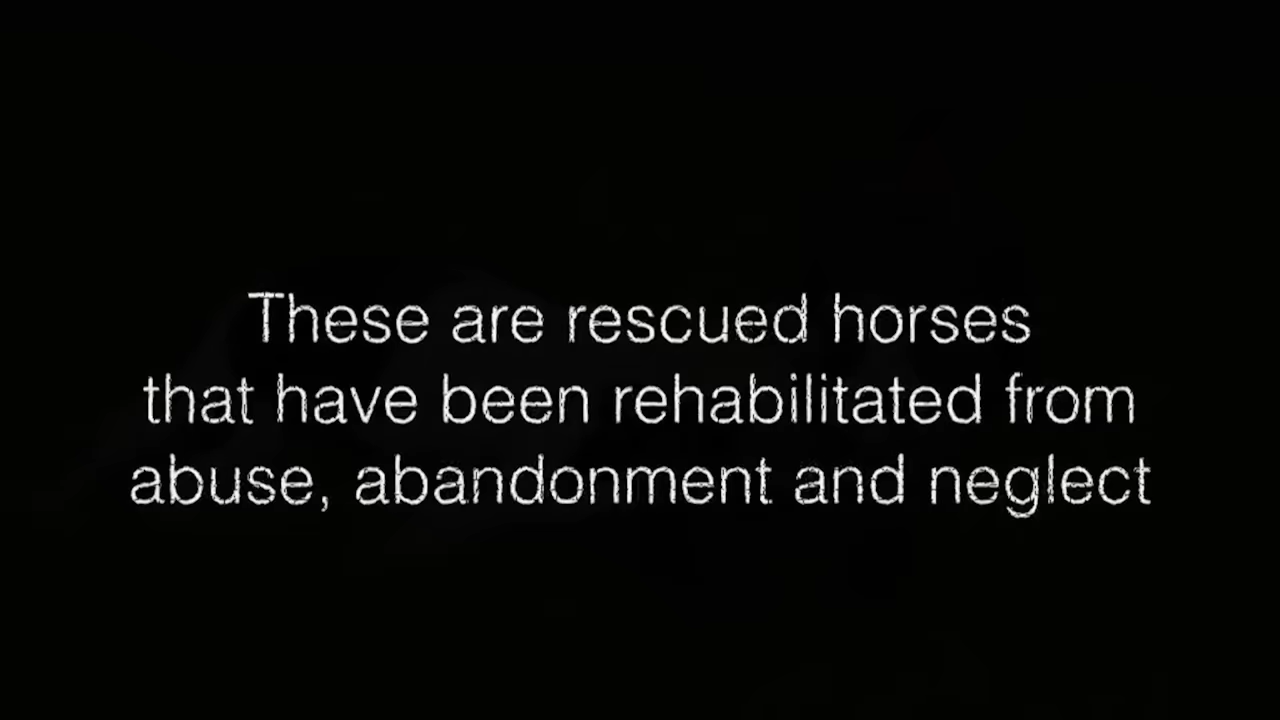 These are rescued horses
that have been rehabilitated from
abuse, abandonment and neglect